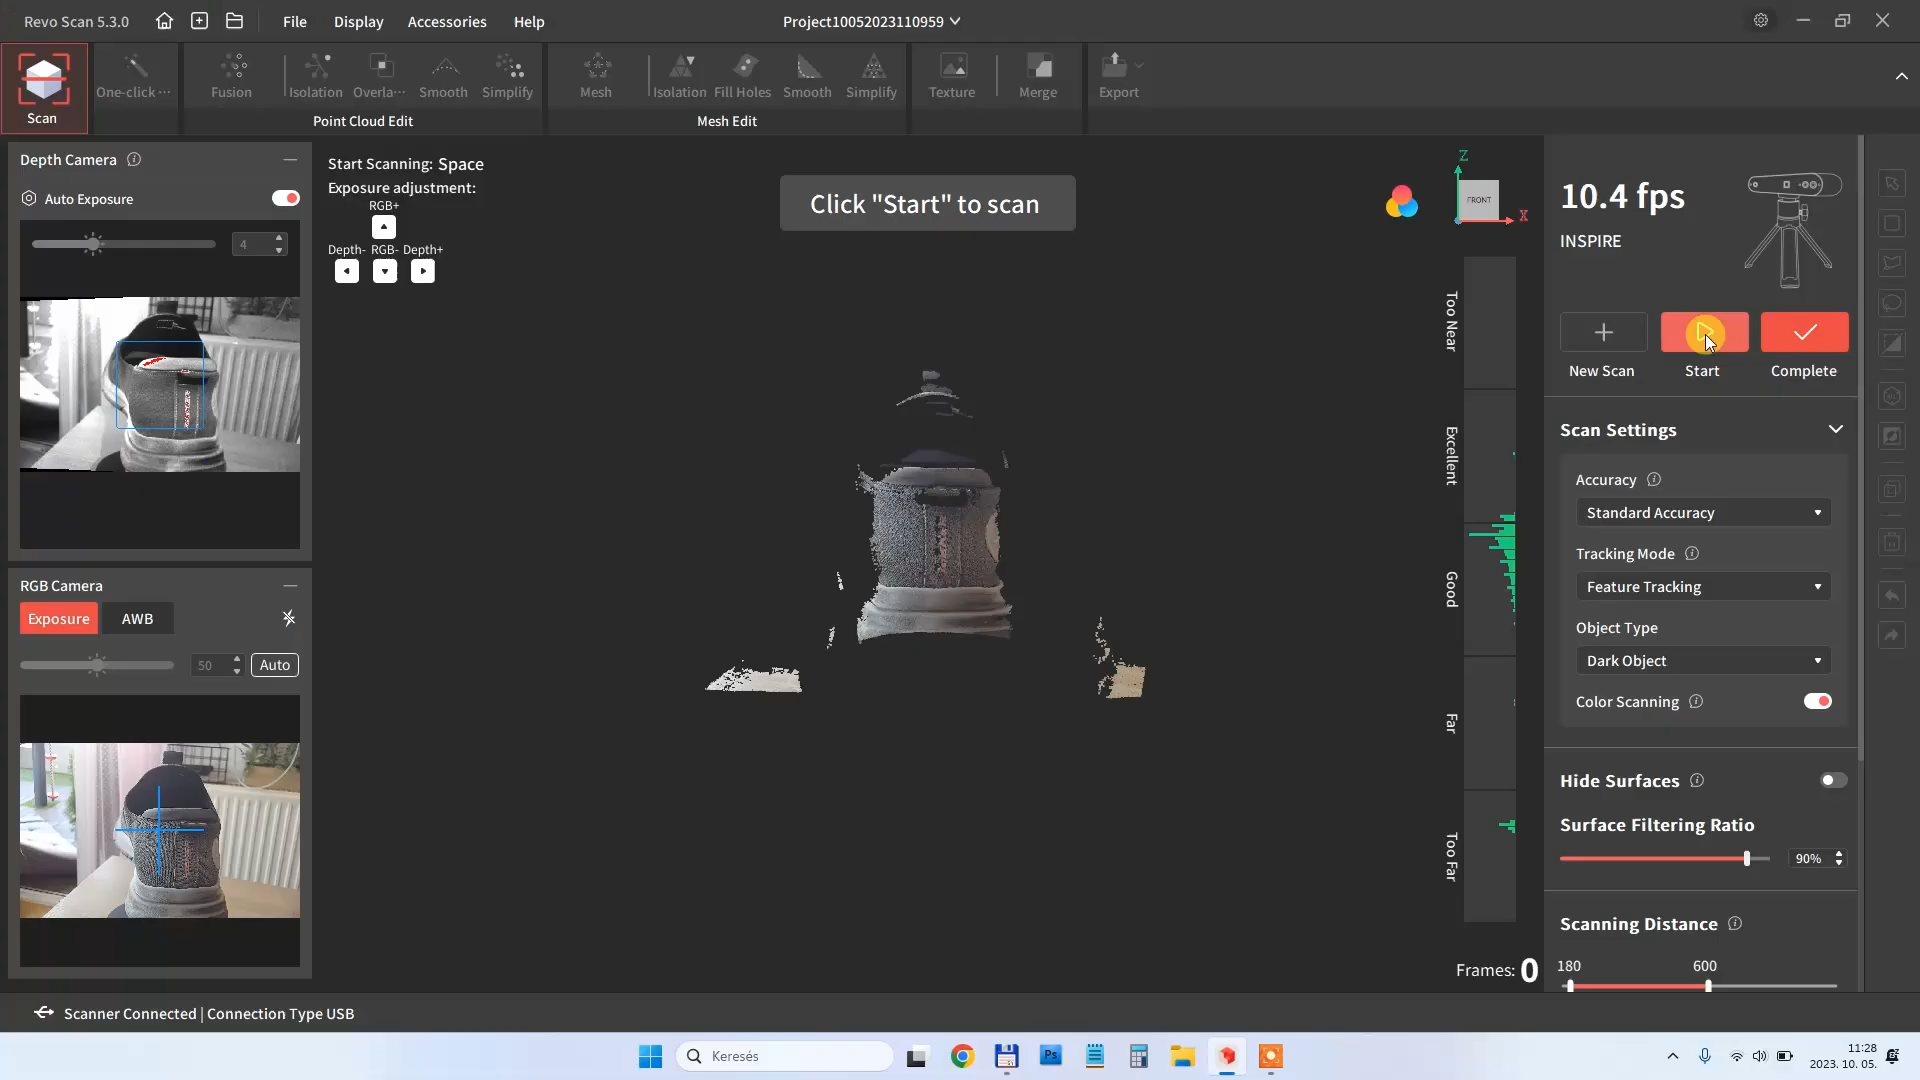 Revo Scan 5.3.0
File
Display
Accessories
Help
Project10052023110959
Scan
One-click ···
Fusion
Isolation
Overla···
Smooth
Simplify
Point Cloud Edit
Mesh
Isolation
Fill Holes
Smooth
Simplify
Mesh Edit
Texture
Merge
Export
Depth Camera
Auto Exposure
4
RGB Camera
Exposure
AWB
50
Auto
Start Scanning: Space
Exposure adjustment:
RGB+
Depth- RGB- Depth+
Click "Start" to scan
Z
FRONT
X
Too Near
Excellent
Good
Far
Too Far
Frames: 0
10.4 fps
INSPIRE
New Scan
Start
Complete
Scan Settings
Accuracy
Standard Accuracy
Tracking Mode
Feature Tracking
Object Type
Dark Object
Color Scanning
Hide Surfaces
Surface Filtering Ratio
90%
Scanning Distance
180
600
Scanner Connected | Connection Type USB
Keresés
Ps
11:28
2023. 10. 05.